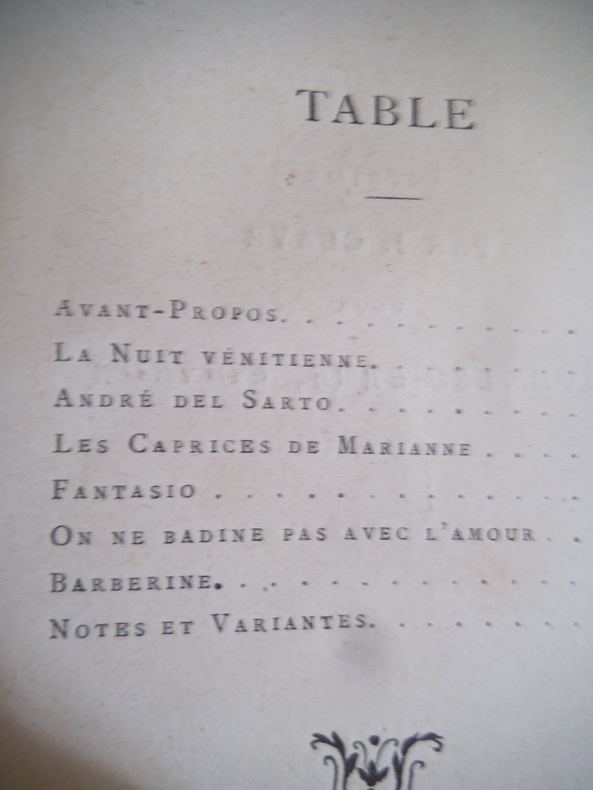 TABLE
AVANT-PROPOS. . . . . . . . .
LA NUIT VÉNITIENNE. . . . . . .
ANDRÉ DEL SARTO. . . . . . . .
LES CAPRICES DE MARIANNE . . . .
FANTASIO . . . . . . . . . .
ON NE BADINE PAS AVEC L'AMOUR . .
BARBERINE. . . . . . . . . . .
NOTES ET VARIANTES. . . . . . .